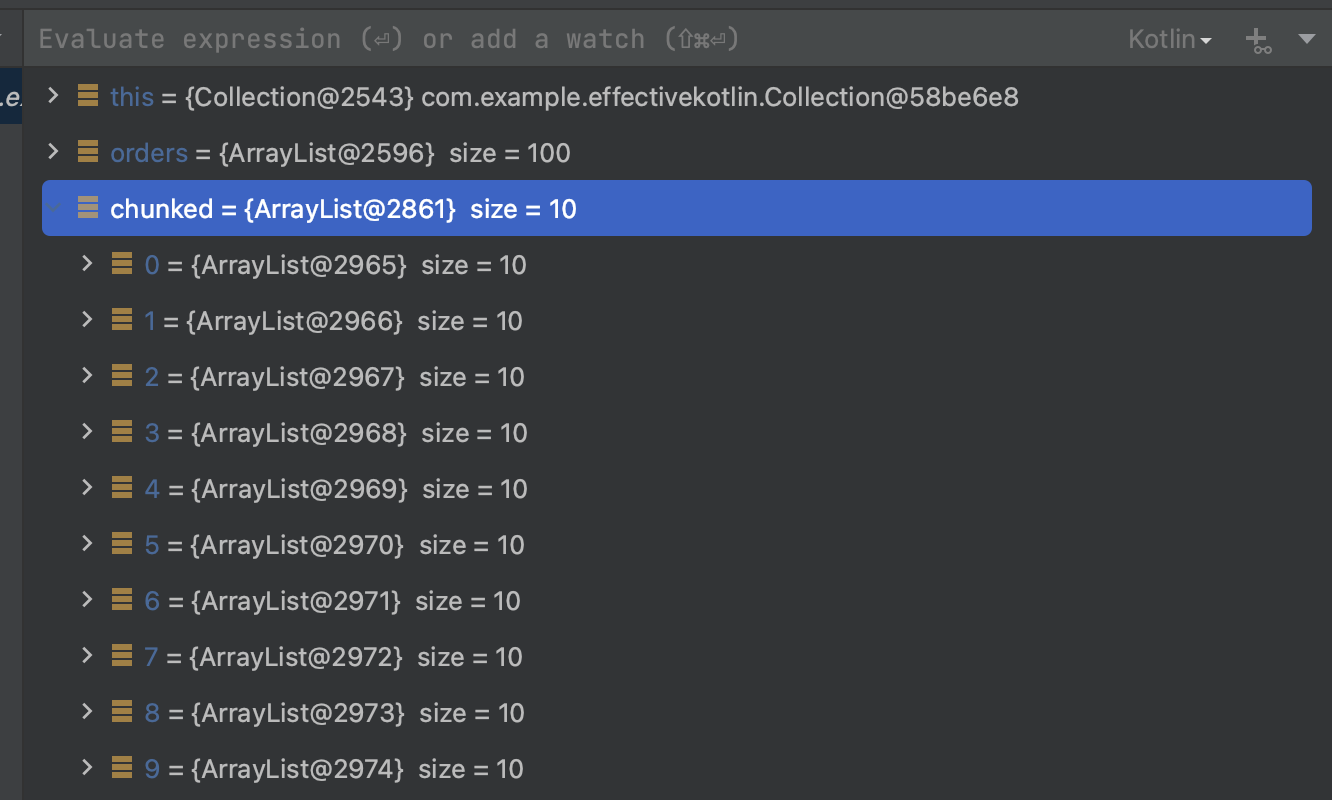 Evaluate expression (⏎) or add a watch (⇧⌘⏎) Kotlin
.ex
this = {Collection@2543} com.example.effectivekotlin.Collection@58be6e8
orders = {ArrayList@2596} size = 100
chunked = {ArrayList@2861} size = 10
0 = {ArrayList@2965} size = 10
1 = {ArrayList@2966} size = 10
2 = {ArrayList@2967} size = 10
3 = {ArrayList@2968} size = 10
4 = {ArrayList@2969} size = 10
5 = {ArrayList@2970} size = 10
6 = {ArrayList@2971} size = 10
7 = {ArrayList@2972} size = 10
8 = {ArrayList@2973} size = 10
9 = {ArrayList@2974} size = 10